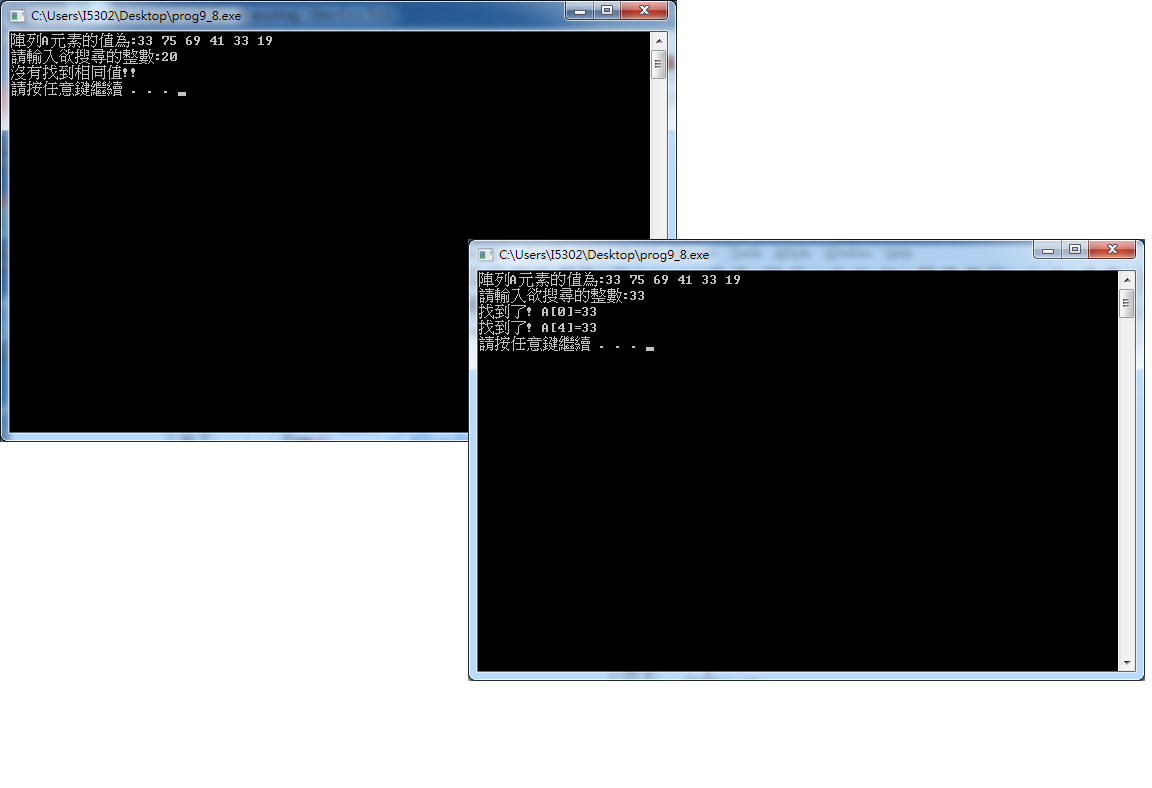 C:\Users\I5302\Desktop\prog9_8.exe
陣列A元素的值為:33 75 69 41 33 19
請輸入欲搜尋的整數:20
沒有找到相同值!!
請按任意鍵繼續 . . .
C:\Users\I5302\Desktop\prog9_8.exe
陣列A元素的值為:33 75 69 41 33 19
請輸入欲搜尋的整數:33
找到了! A[0]=33
找到了! A[4]=33
請按任意鍵繼續 . . .